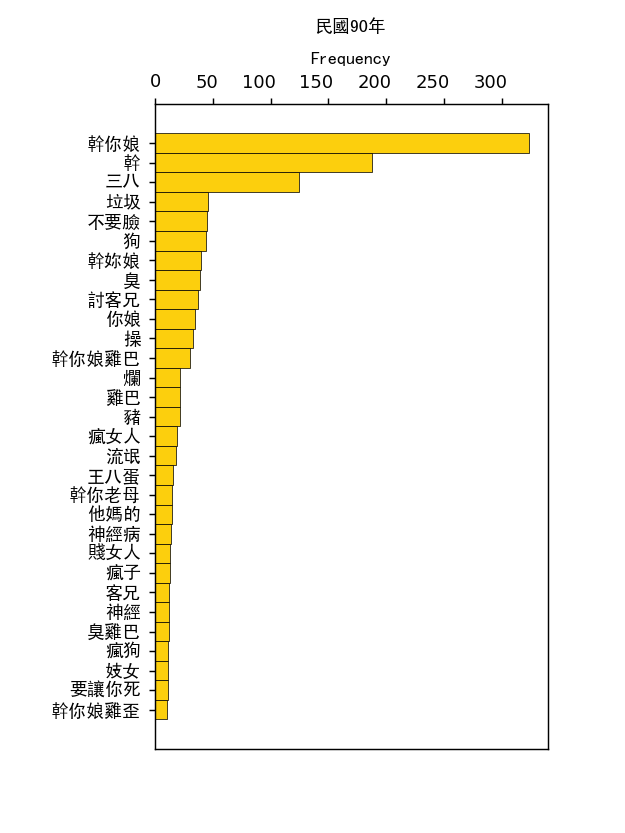 民國90年
Frequency
0 50 100 150 200 250 300
幹你娘
幹
三八
垃圾
不要臉
狗
幹妳娘
臭
討客兄
你娘
操
幹你娘雞巴
爛
雞巴
豬
瘋女人
流氓
王八蛋
幹你老母
他媽的
神經病
賤女人
瘋子
客兄
神經
臭雞巴
瘋狗
妓女
要讓你死
幹你娘雞歪